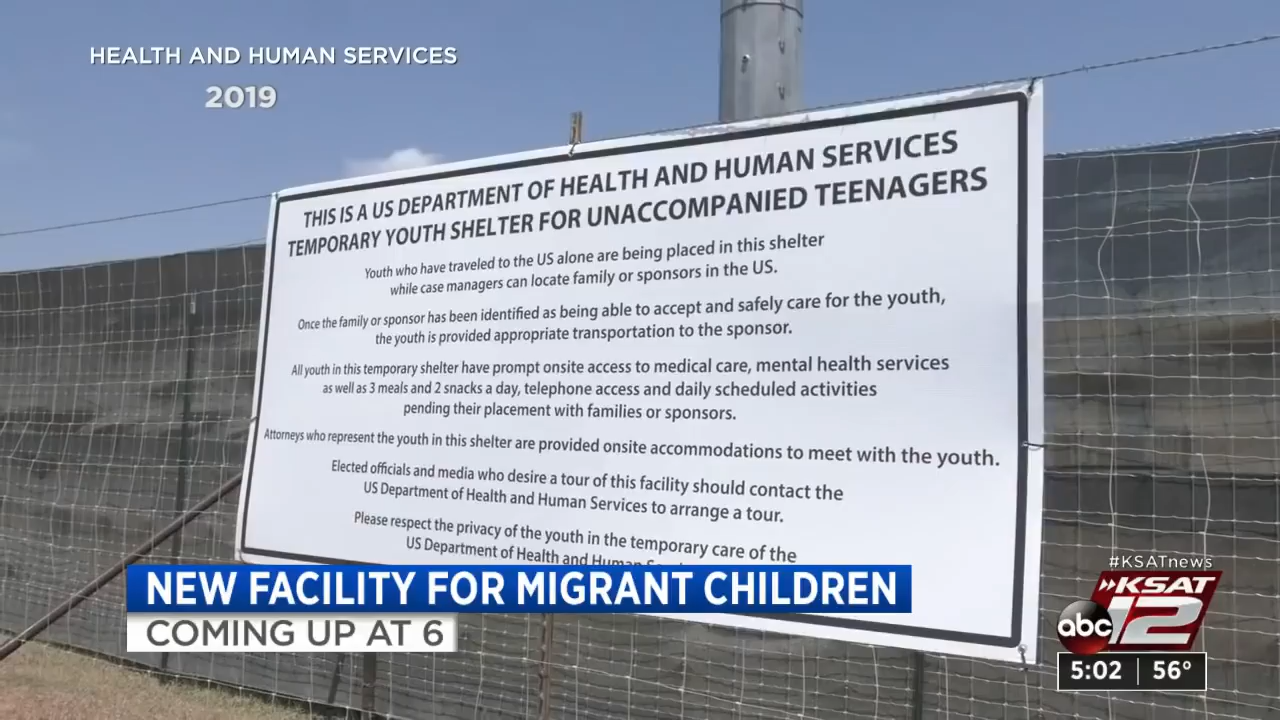 HEALTH AND HUMAN SERVICES
2019
THIS IS A US DEPARTMENT OF HEALTH AND HUMAN SERVICES
TEMPORARY YOUTH SHELTER FOR UNACCOMPANIED TEENAGERS
Youth who have traveled to the US alone are being placed in this shelter
while case managers can locate family or sponsors in the US.
Once the family or sponsor has been identified as being able to accept and safely care for the youth,
the youth is provided appropriate transportation to the sponsor.
All youth in this temporary shelter have prompt onsite access to medical care, mental health services
as well as 3 meals and 2 snacks a day, telephone access and daily scheduled activities
pending their placement with families or sponsors.
Attorneys who represent the youth in this shelter are provided onsite accommodations to meet with the youth.
Elected officials and media who desire a tour of this facility should contact the
US Department of Health and Human Services to arrange a tour.
Please respect the privacy of the youth in the temporary care of the
US Department of Health and Human
NEW FACILITY FOR MIGRANT CHILDREN
COMING UP AT 6
#KSATnews
KSAT
abc 12
5:02 56°